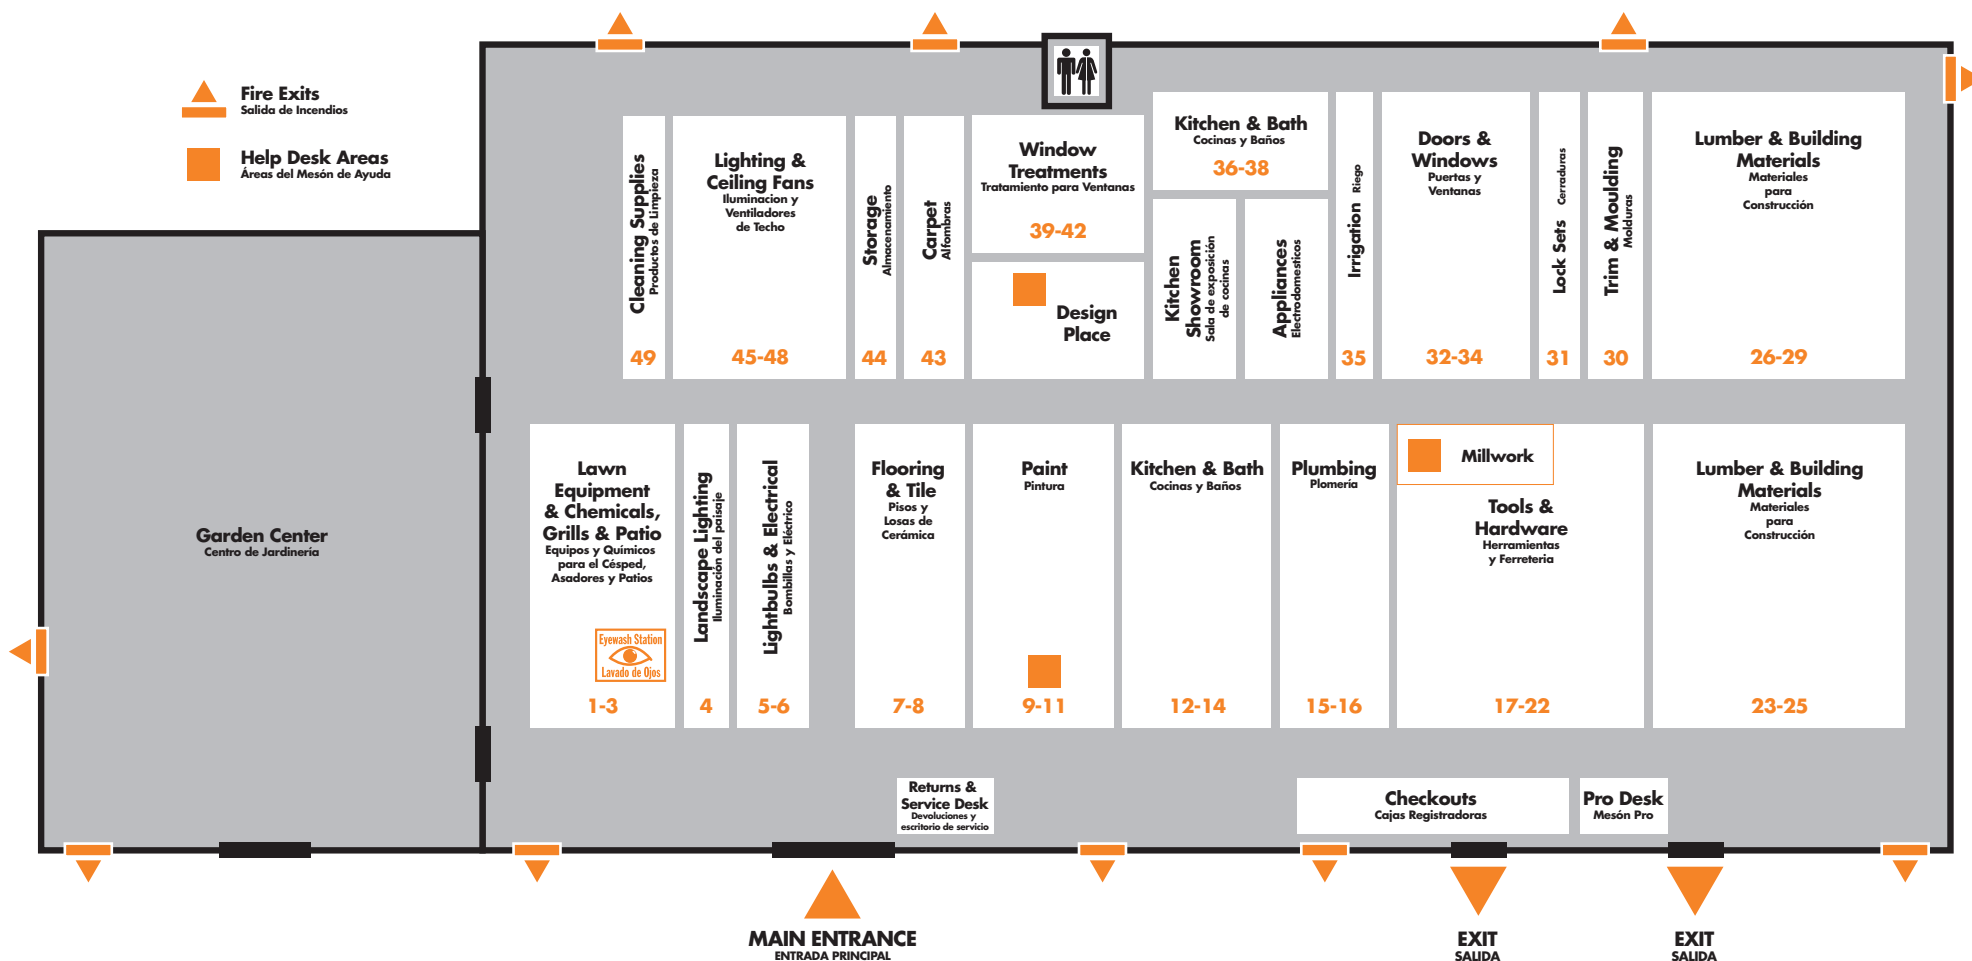 Fire Exits
Salida de Incendios
Help Desk Areas
Áreas del Mesón de Ayuda
Cleaning Supplies
Productos de Limpieza
49
Lighting &
Ceiling Fans
Iluminacion y
Ventiladores
de Techo
45-48
Storage
Almacenamiento
44
Carpet
Alfombras
43
Window
Treatments
Tratamiento para Ventanas
39-42
Design
Place
Kitchen & Bath
Cocinas y Baños
36-38
Kitchen
Showroom
Sala de exposición
de cocinas
Appliances
Electrodomesticos
Irrigation Riego
35
Doors &
Windows
Puertas y
Ventanas
32-34
Lock Sets Cerraduras
31
Trim & Moulding
Molduras
30
Lumber & Building
Materials
Materiales
para
Construcción
26-29
Garden Center
Centro de Jardinería
Lawn
Equipment
& Chemicals,
Grills & Patio
Equipos y Químicos
para el Césped,
Asadores y Patios
Eyewash Station
Lavado de Ojos
1-3
Landscape Lighting
Iluminación del paisaje
4
Lightbulbs & Electrical
Bombillas y Eléctrico
5-6
Flooring
& Tile
Pisos y
Losas de
Cerámica
7-8
Paint
Pintura
9-11
Kitchen & Bath
Cocinas y Baños
12-14
Plumbing
Plomería
15-16
Millwork
Tools &
Hardware
Herramientas
y Ferreteria
17-22
Lumber & Building
Materials
Materiales
para
Construcción
23-25
Returns &
Service Desk
Devoluciones y
escritorio de servicio
Checkouts
Cajas Registradoras
Pro Desk
Mesón Pro
MAIN ENTRANCE
ENTRADA PRINCIPAL
EXIT
SALIDA
EXIT
SALIDA